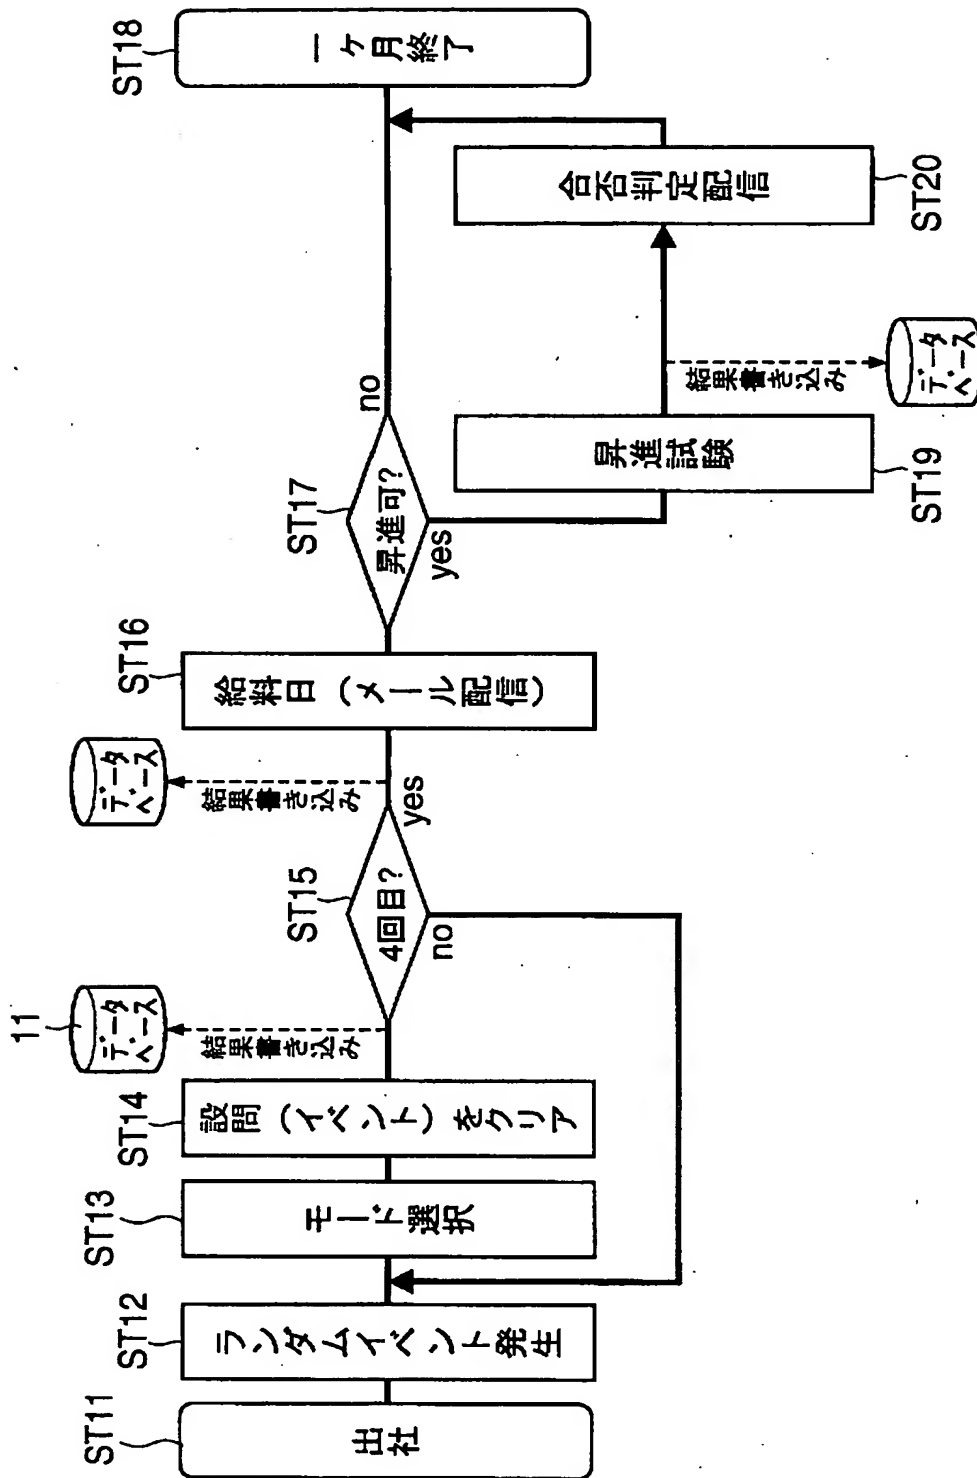 ST11
出社
ST12
ランダムイベント発生
ST13
モード選択
ST14
設問（イベント）をクリア
11
データ
ベース
結果書き込み
ST15
4回目?
no
yes
データ
ベース
結果書き込み
ST16
給料日（メール配信）
ST17
昇進可?
yes
no
ST19
昇進試験
結果書き込み
データ
ベース
ST20
合否判定配信
ST18
一ケ月終了